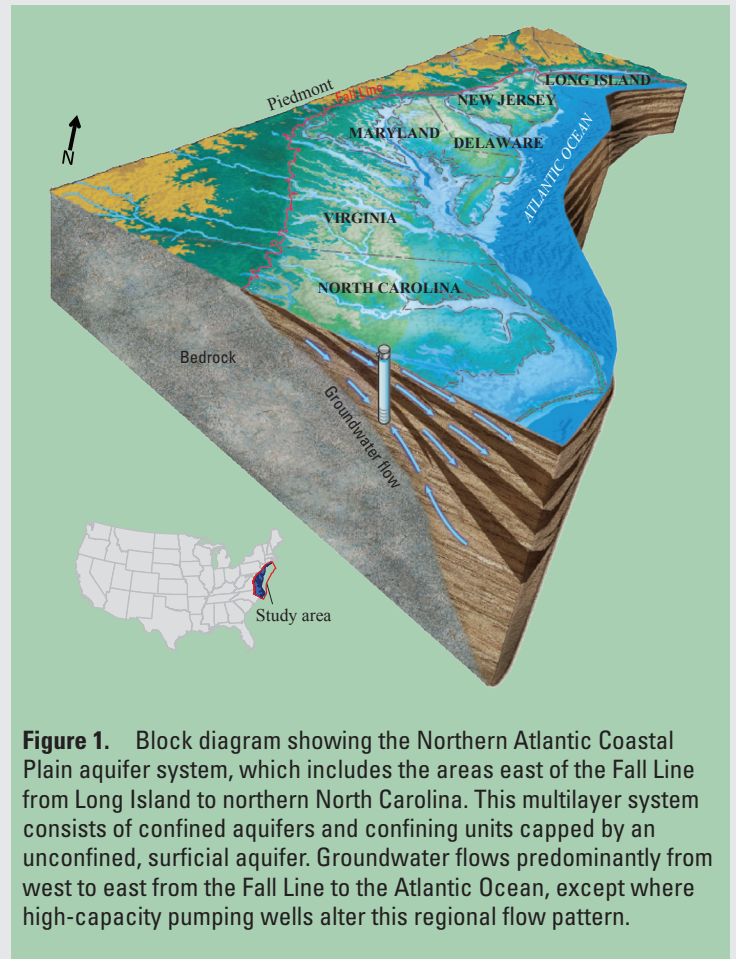 Piedmont
Fall Line
LONG ISLAND
NEW JERSEY
MARYLAND
DELAWARE
ATLANTIC OCEAN
N
VIRGINIA
NORTH CAROLINA
Bedrock
Groundwater flow
Study area
Figure 1. Block diagram showing the Northern Atlantic Coastal
Plain aquifer system, which includes the areas east of the Fall Line
from Long Island to northern North Carolina. This multilayer system
consists of confined aquifers and confining units capped by an
unconfined, surficial aquifer. Groundwater flows predominantly from
west to east from the Fall Line to the Atlantic Ocean, except where
high-capacity pumping wells alter this regional flow pattern.